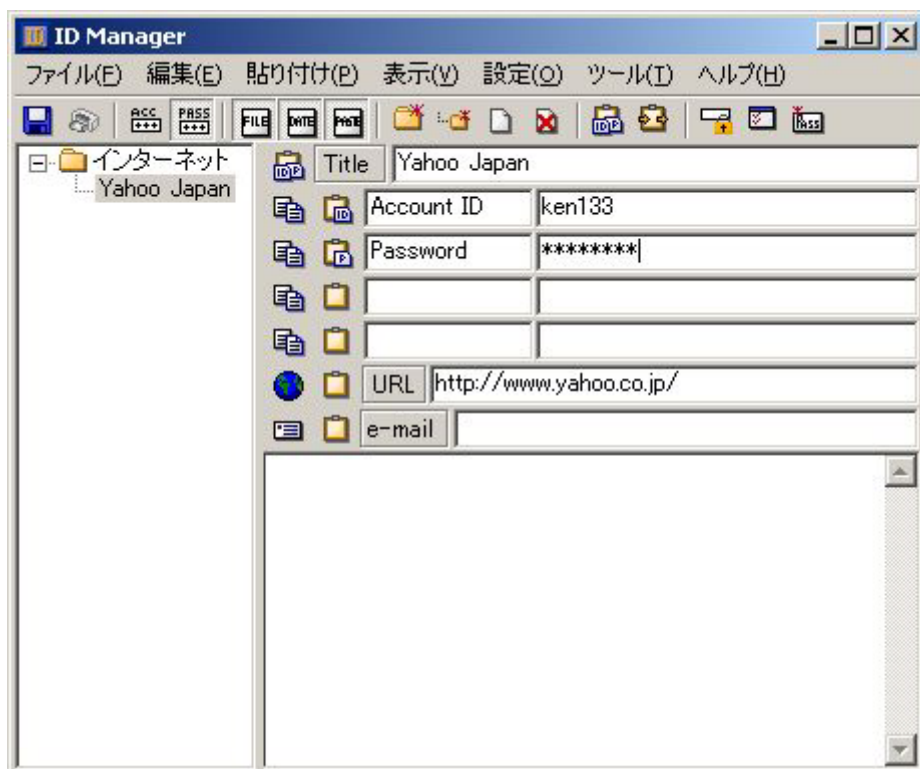 ID Manager
ファイル(F) 編集(E) 貼り付け(P) 表示(V) 設定(O) ツール(T) ヘルプ(H)
ACC *** PASS *** FILE DATE PASTE ID P PASS
インターネット
Yahoo Japan
Title Yahoo Japan
Account ID ken133
Password ********
URL http://www.yahoo.co.jp/
e-mail